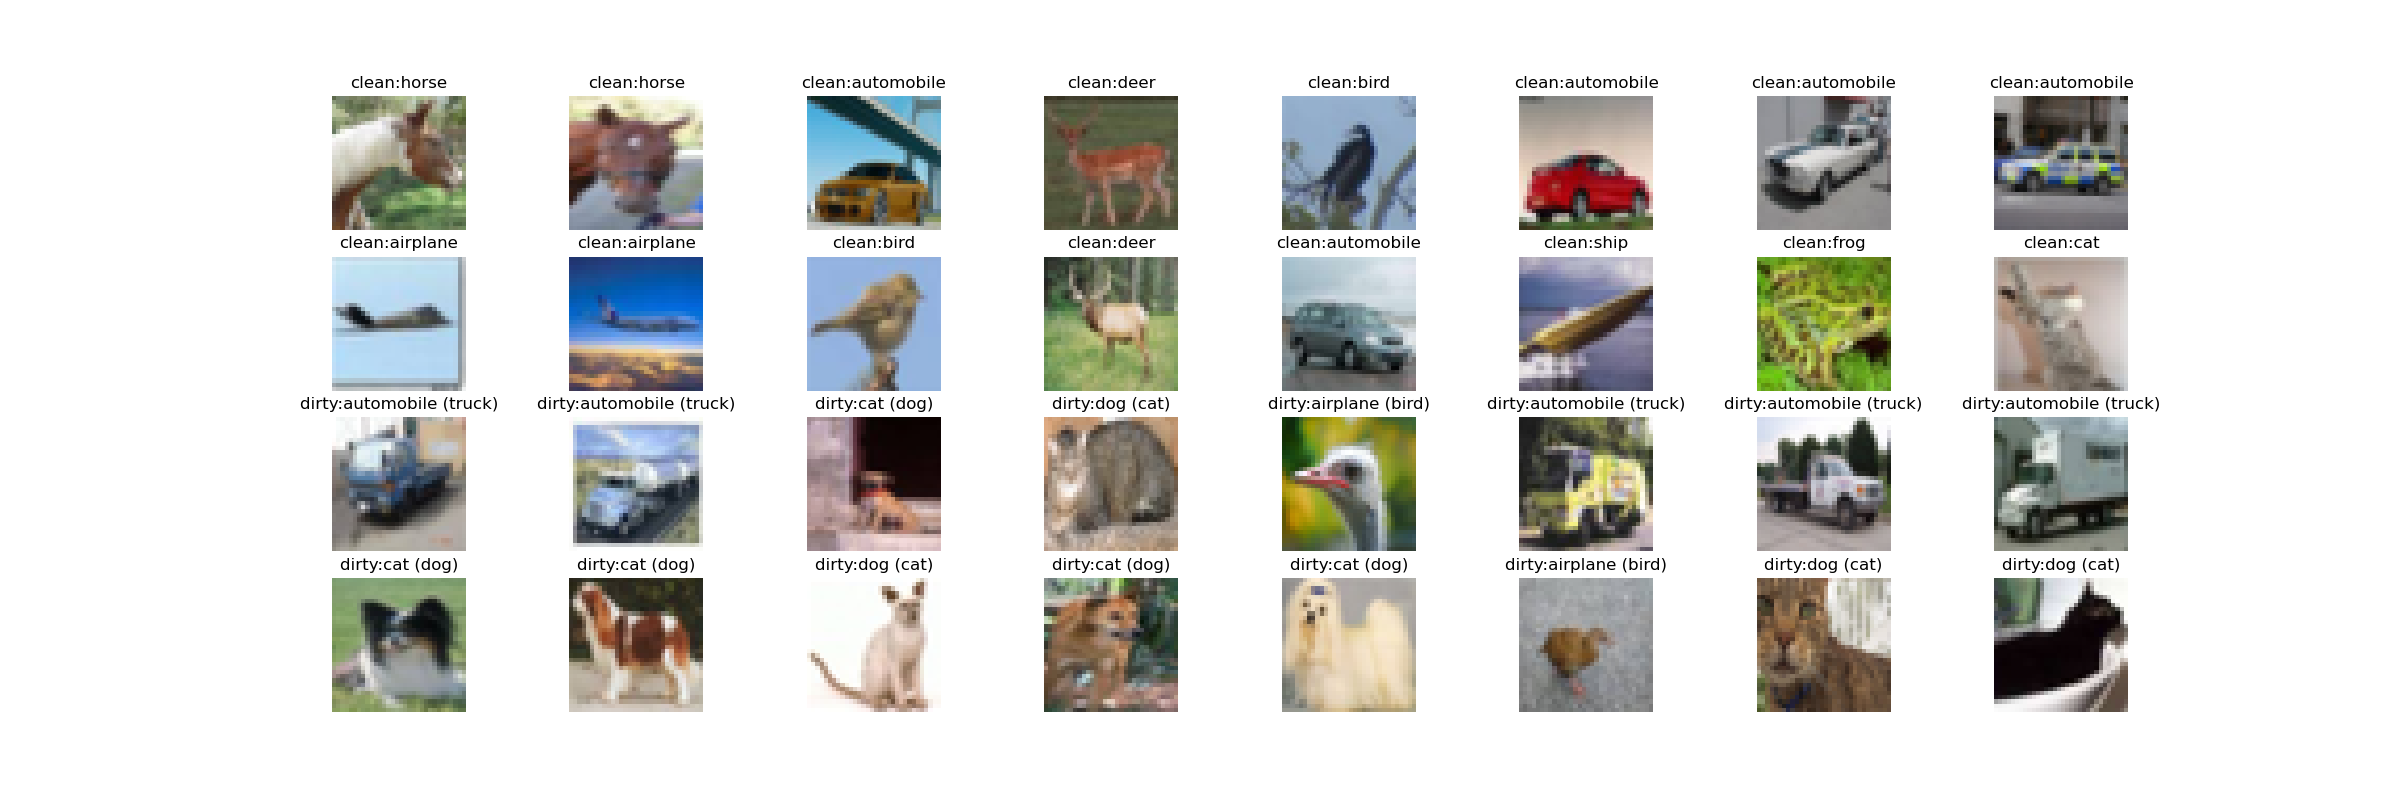 clean:horse clean:horse clean:automobile clean:deer clean:bird clean:automobile clean:automobile clean:automobile
clean:airplane clean:airplane clean:bird clean:deer clean:automobile clean:ship clean:frog clean:cat
dirty:automobile (truck) dirty:automobile (truck) dirty:cat (dog) dirty:dog (cat) dirty:airplane (bird) dirty:automobile (truck) dirty:automobile (truck) dirty:automobile (truck)
dirty:cat (dog) dirty:cat (dog) dirty:dog (cat) dirty:cat (dog) dirty:cat (dog) dirty:airplane (bird) dirty:dog (cat) dirty:dog (cat)